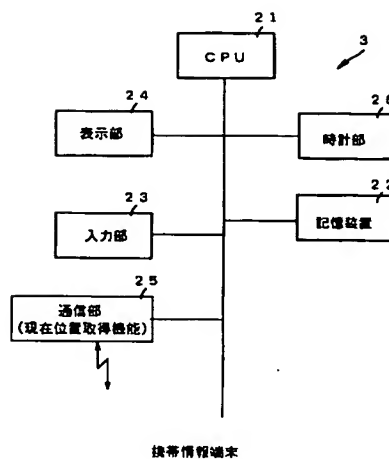 21
CPU
3
24
表示部
26
時計部
23
入力部
22
記憶装置
25
通信部
(現在位置取得機能)
携帯情報端末